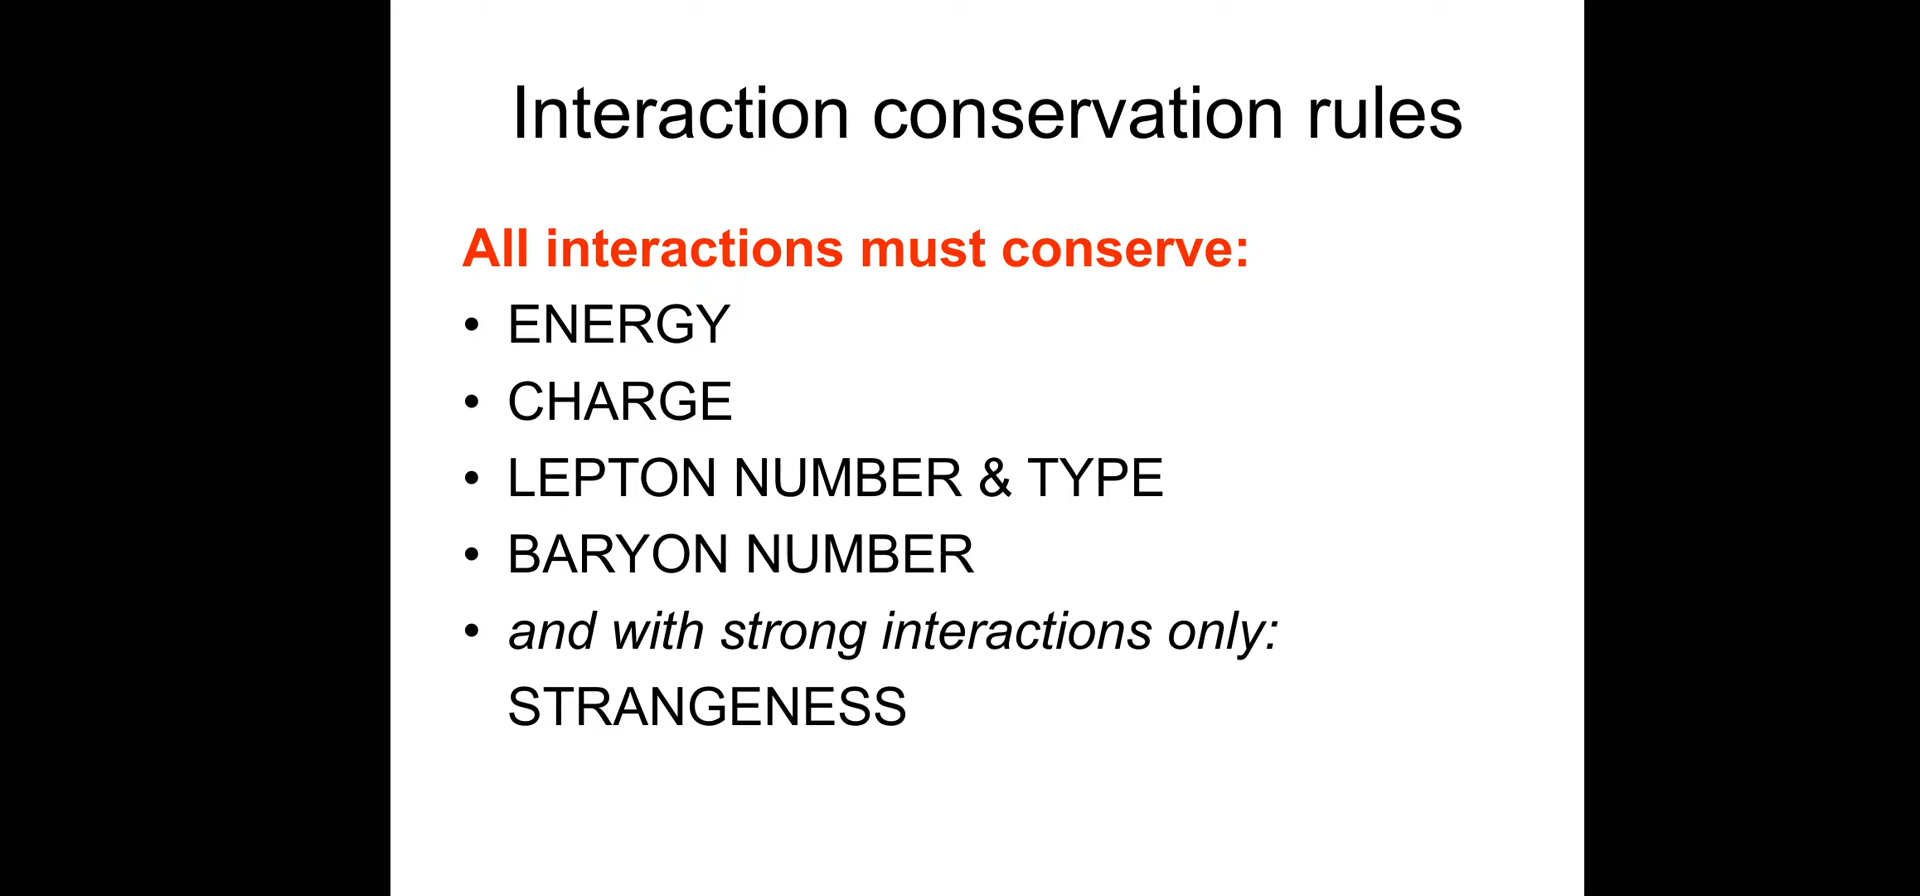 Interaction conservation rules
All interactions must conserve:
• ENERGY
• CHARGE
• LEPTON NUMBER & TYPE
• BARYON NUMBER
• and with strong interactions only:
STRANGENESS